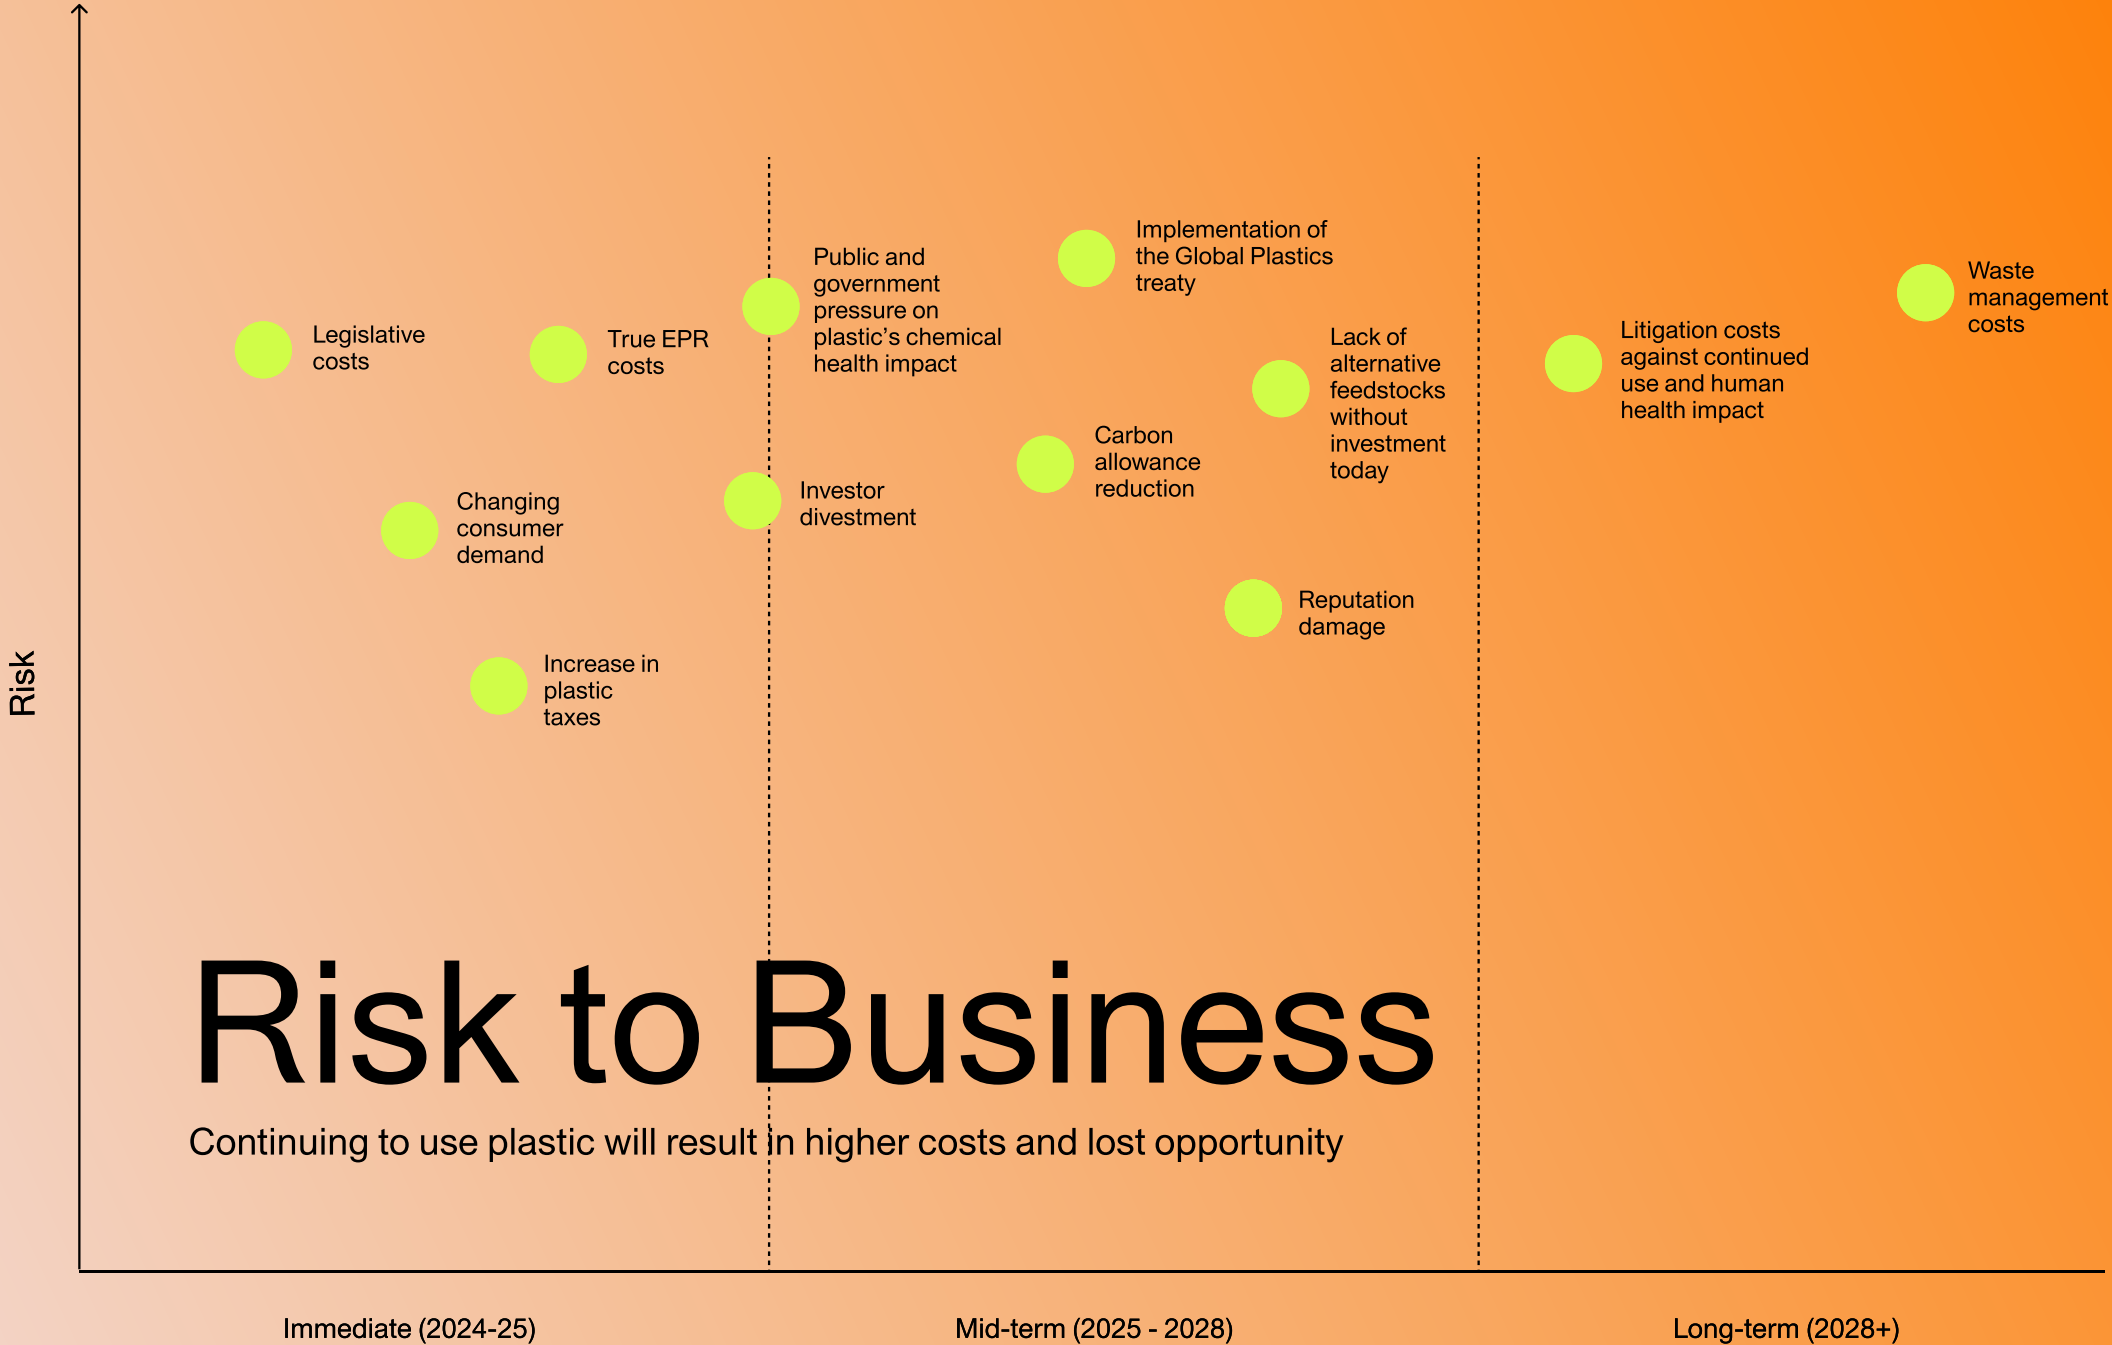 Implementation of
the Global Plastics
treaty
Public and
government
pressure on
plastic’s chemical
health impact
Waste
management
costs
Legislative
costs
True EPR
costs
Lack of
alternative
feedstocks
without
investment
today
Litigation costs
against continued
use and human
health impact
Carbon
allowance
reduction
Changing
consumer
demand
Investor
divestment
Reputation
damage
Increase in
plastic
taxes
Risk
Risk to Business
Continuing to use plastic will result in higher costs and lost opportunity
Immediate (2024-25)
Mid-term (2025 - 2028)
Long-term (2028+)